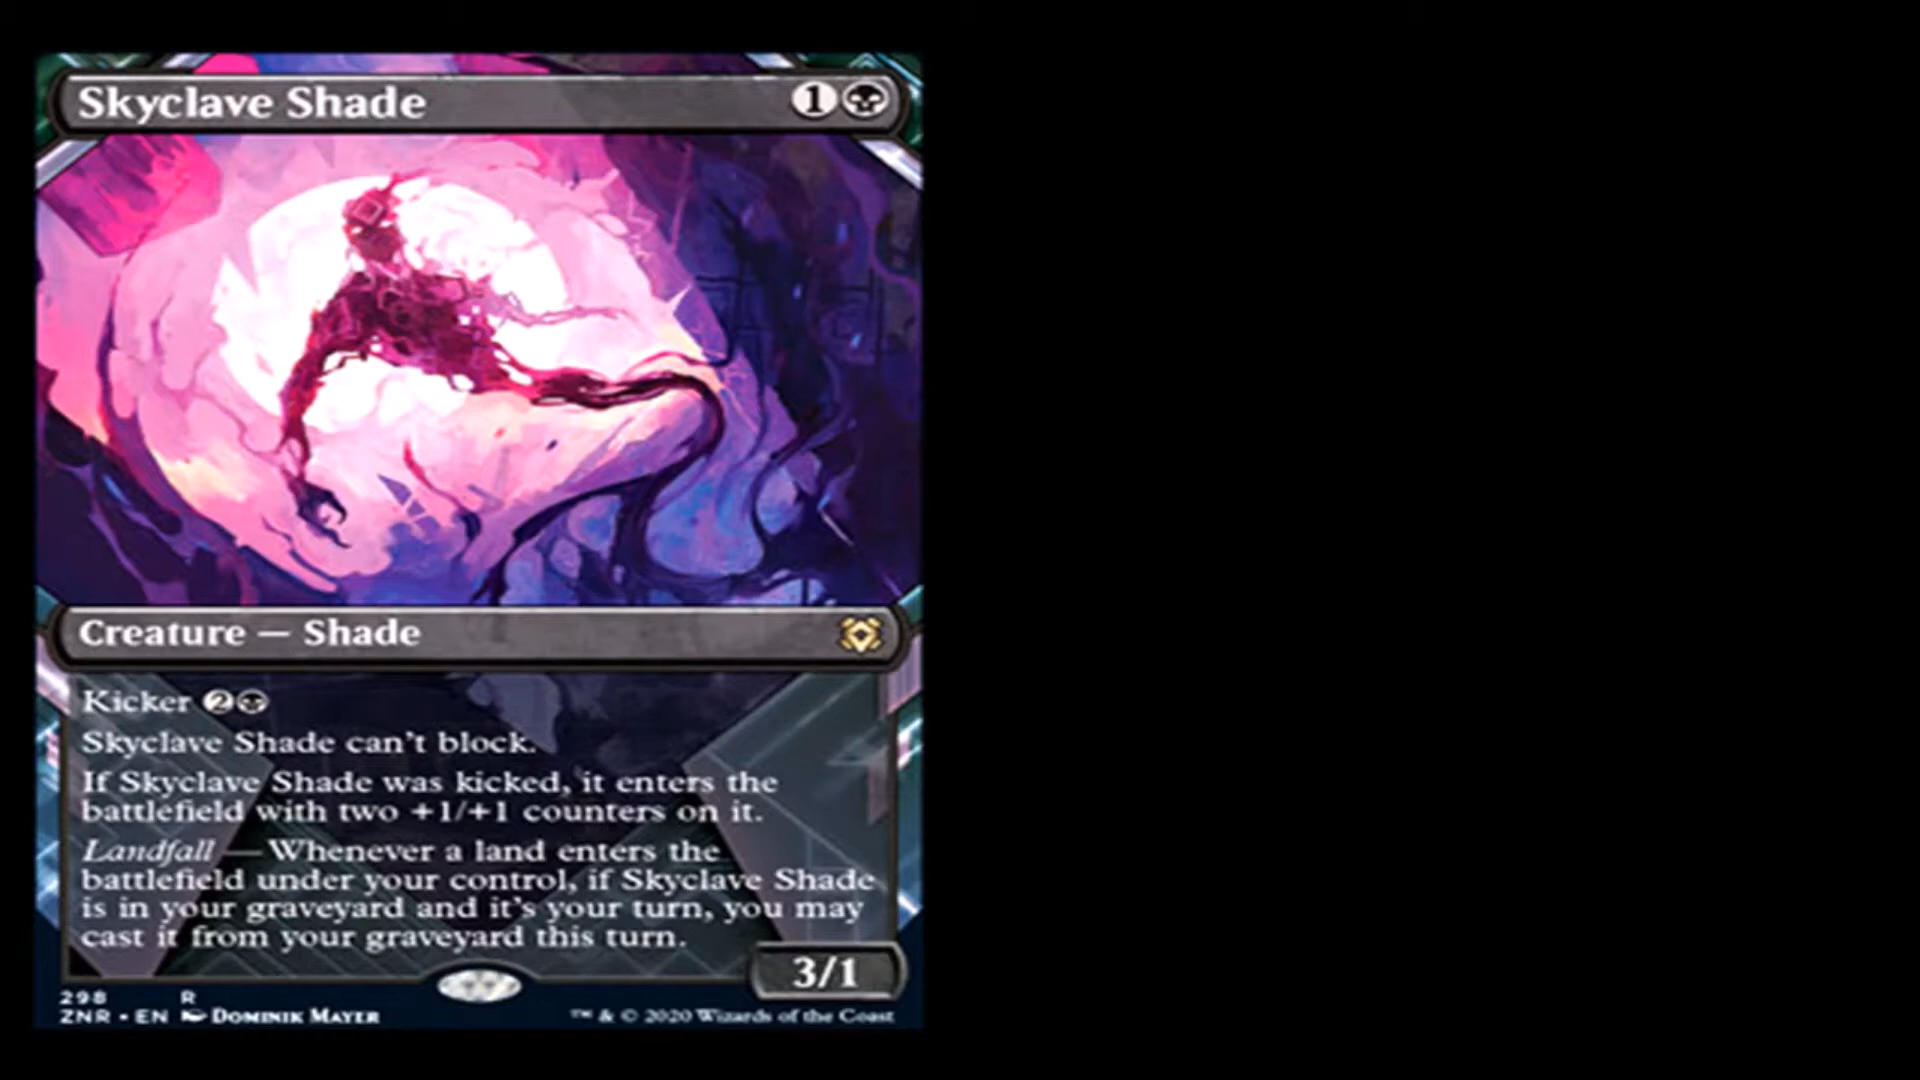 Skyclave Shade 1
Creature — Shade
Kicker 2
Skyclave Shade can't block.
If Skyclave Shade was kicked, it enters the
battlefield with two +1/+1 counters on it.
Landfall — Whenever a land enters the
battlefield under your control, if Skyclave Shade
is in your graveyard and it's your turn, you may
cast it from your graveyard this turn.
3/1
298 R
ZNR • EN DOMINIK MAYER ™ & © 2020 Wizards of the Coast